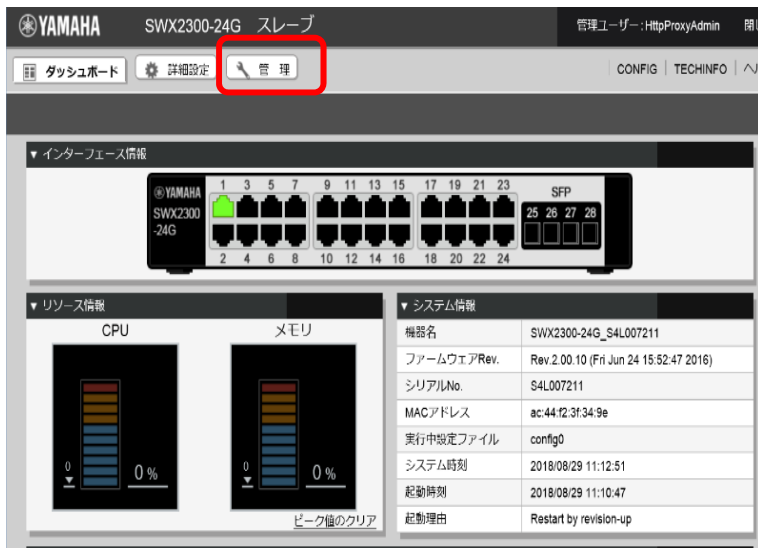 YAMAHA SWX2300-24G スレーブ 管理ユーザー:HttpProxyAdmin
ダッシュボード 詳細設定 管理 CONFIG | TECHINFO |
▼ インターフェース情報
YAMAHA 1 3 5 7 9 11 13 15 17 19 21 23 SFP
SWX2300 25 26 27 28
-24G
2 4 6 8 10 12 14 16 18 20 22 24
▼ リソース情報
CPU メモリ
0 0 % 0 0 %
ピーク値のクリア
▼ システム情報
機器名 SWX2300-24G_S4L007211
ファームウェアRev. Rev.2.00.10 (Fri Jun 24 15:52:47 2016)
シリアルNo. S4L007211
MACアドレス ac:44:f2:3f:34:9e
実行中設定ファイル config0
システム時刻 2018/08/29 11:12:51
起動時刻 2018/08/29 11:10:47
起動理由 Restart by revision-up